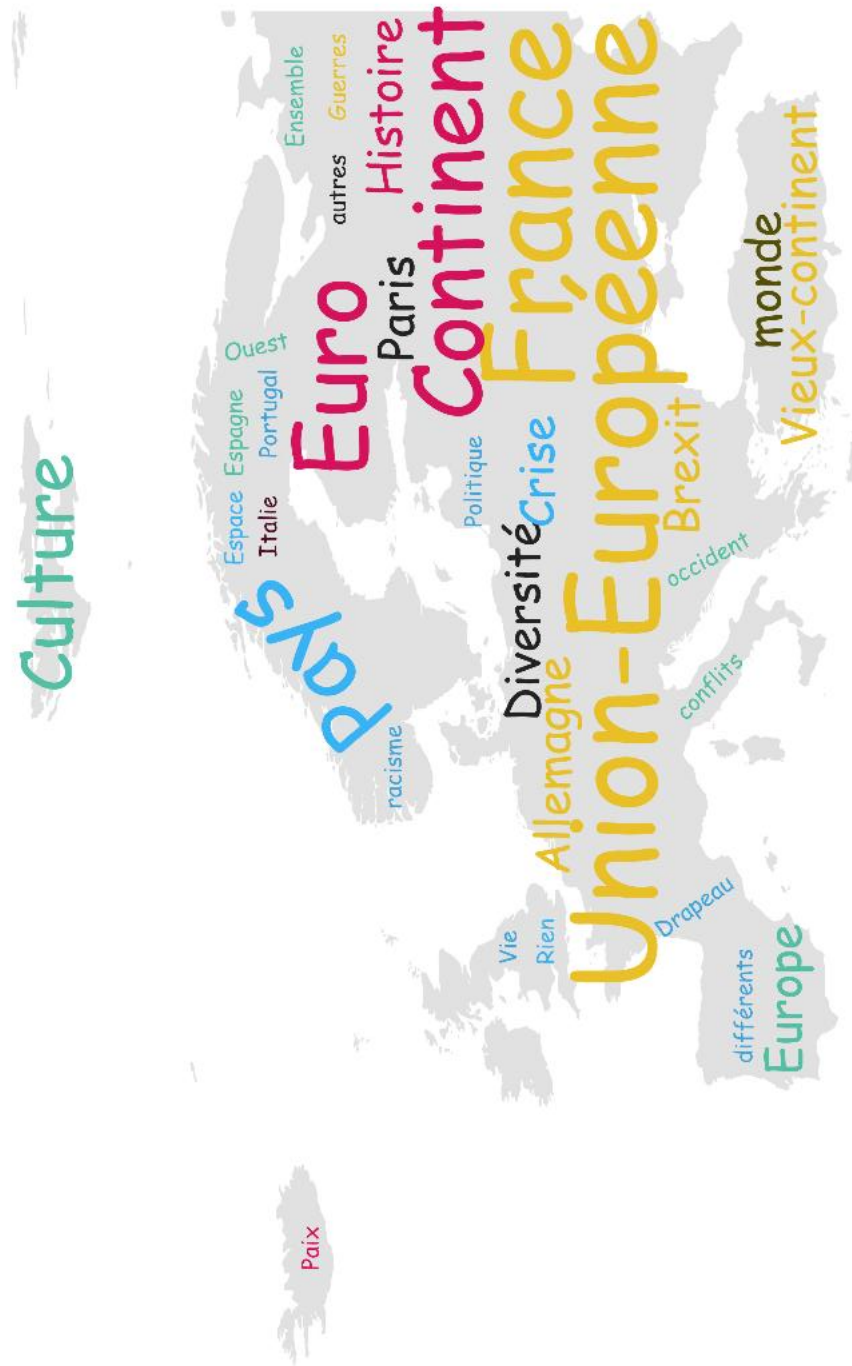 Culture
Paix
Ensemble
Guerres
Ouest
Espagne
Espace
Portugal
Italie
autres
Histoire
Euro
Pays
Paris
racisme
Continent
Politique
Crise
Diversité
France
Allemagne
Vie
Rien
Union-Européenne
Brexit
occident
conflits
Drapeau
monde
Vieux-continent
différents
Europe